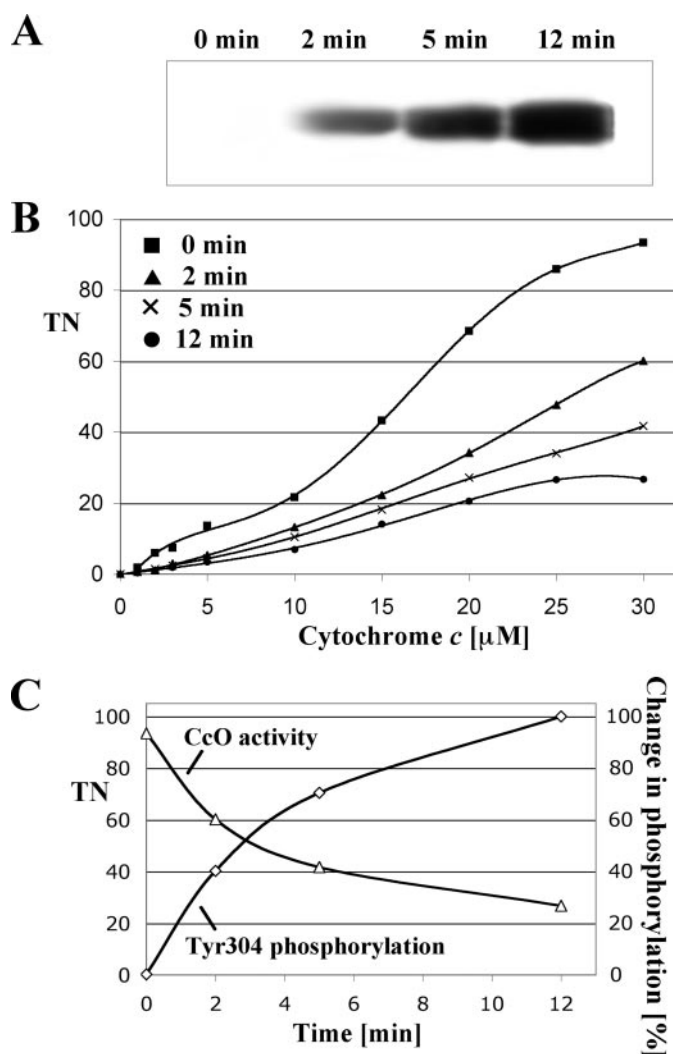 A
0 min 2 min 5 min 12 min
B
100
80
60
40
20
0
TN
■ 0 min
▲ 2 min
× 5 min
● 12 min
0 5 10 15 20 25 30
Cytochrome c [μM]
C
100
80
60
40
20
0
TN
CcO activity
Tyr304 phosphorylation
100
80
60
40
20
0
Change in phosphorylation [%]
0 2 4 6 8 10 12
Time [min]